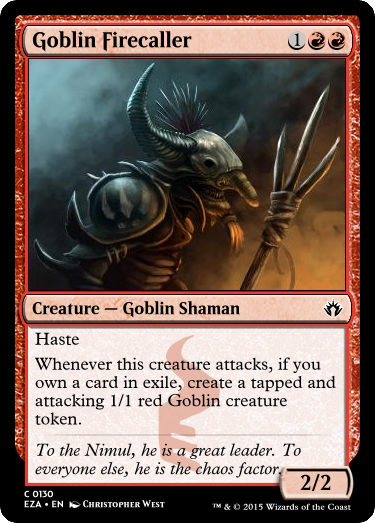 Goblin Firecaller 1
Creature — Goblin Shaman
Haste
Whenever this creature attacks, if you
own a card in exile, create a tapped and
attacking 1/1 red Goblin creature
token.
To the Nimul, he is a great leader. To
everyone else, he is the chaos factor.
2/2
C 0130
EZA • EN Christopher West
™ & © 2015 Wizards of the Coast